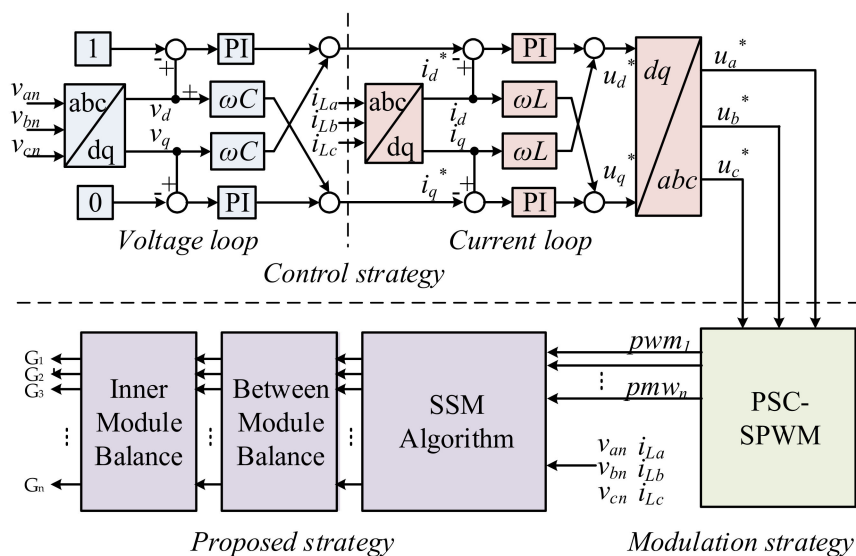 1
PI
PI
v_an
v_bn
v_cn
abc
dq
v_d
v_q
ωC
ωC
0
PI
Voltage loop
i_d*
i_La
i_Lb
i_Lc
abc
dq
i_d
i_q
ωL
ωL
i_q*
PI
Current loop
Control strategy
u_d*
u_q*
dq
abc
u_a*
u_b*
u_c*
G1
G2
G3
Gn
Inner
Module
Balance
Between
Module
Balance
SSM
Algorithm
pwm_1
pmw_n
v_an i_La
v_bn i_Lb
v_cn i_Lc
PSC-
SPWM
Proposed strategy
Modulation strategy